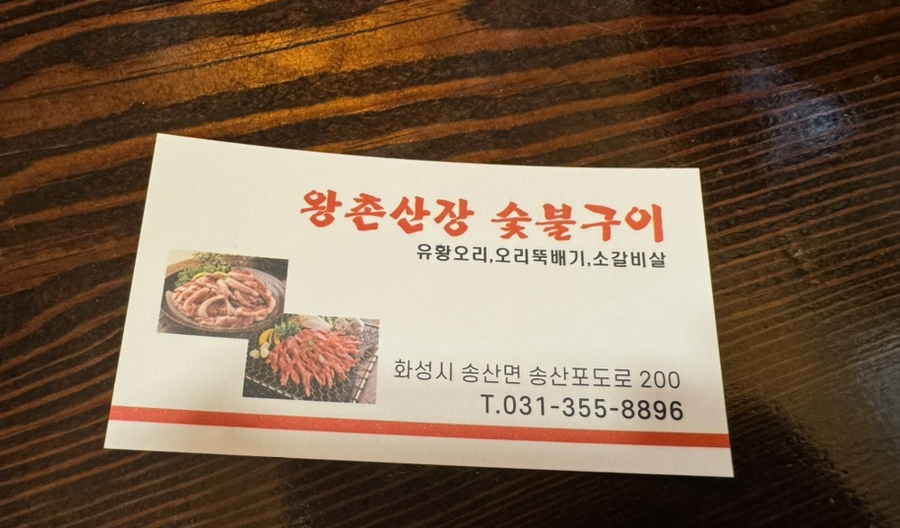 왕촌산장 숯불구이
유황오리,오리뚝배기,소갈비살
화성시 송산면 송산포도로 200
T.031-355-8896